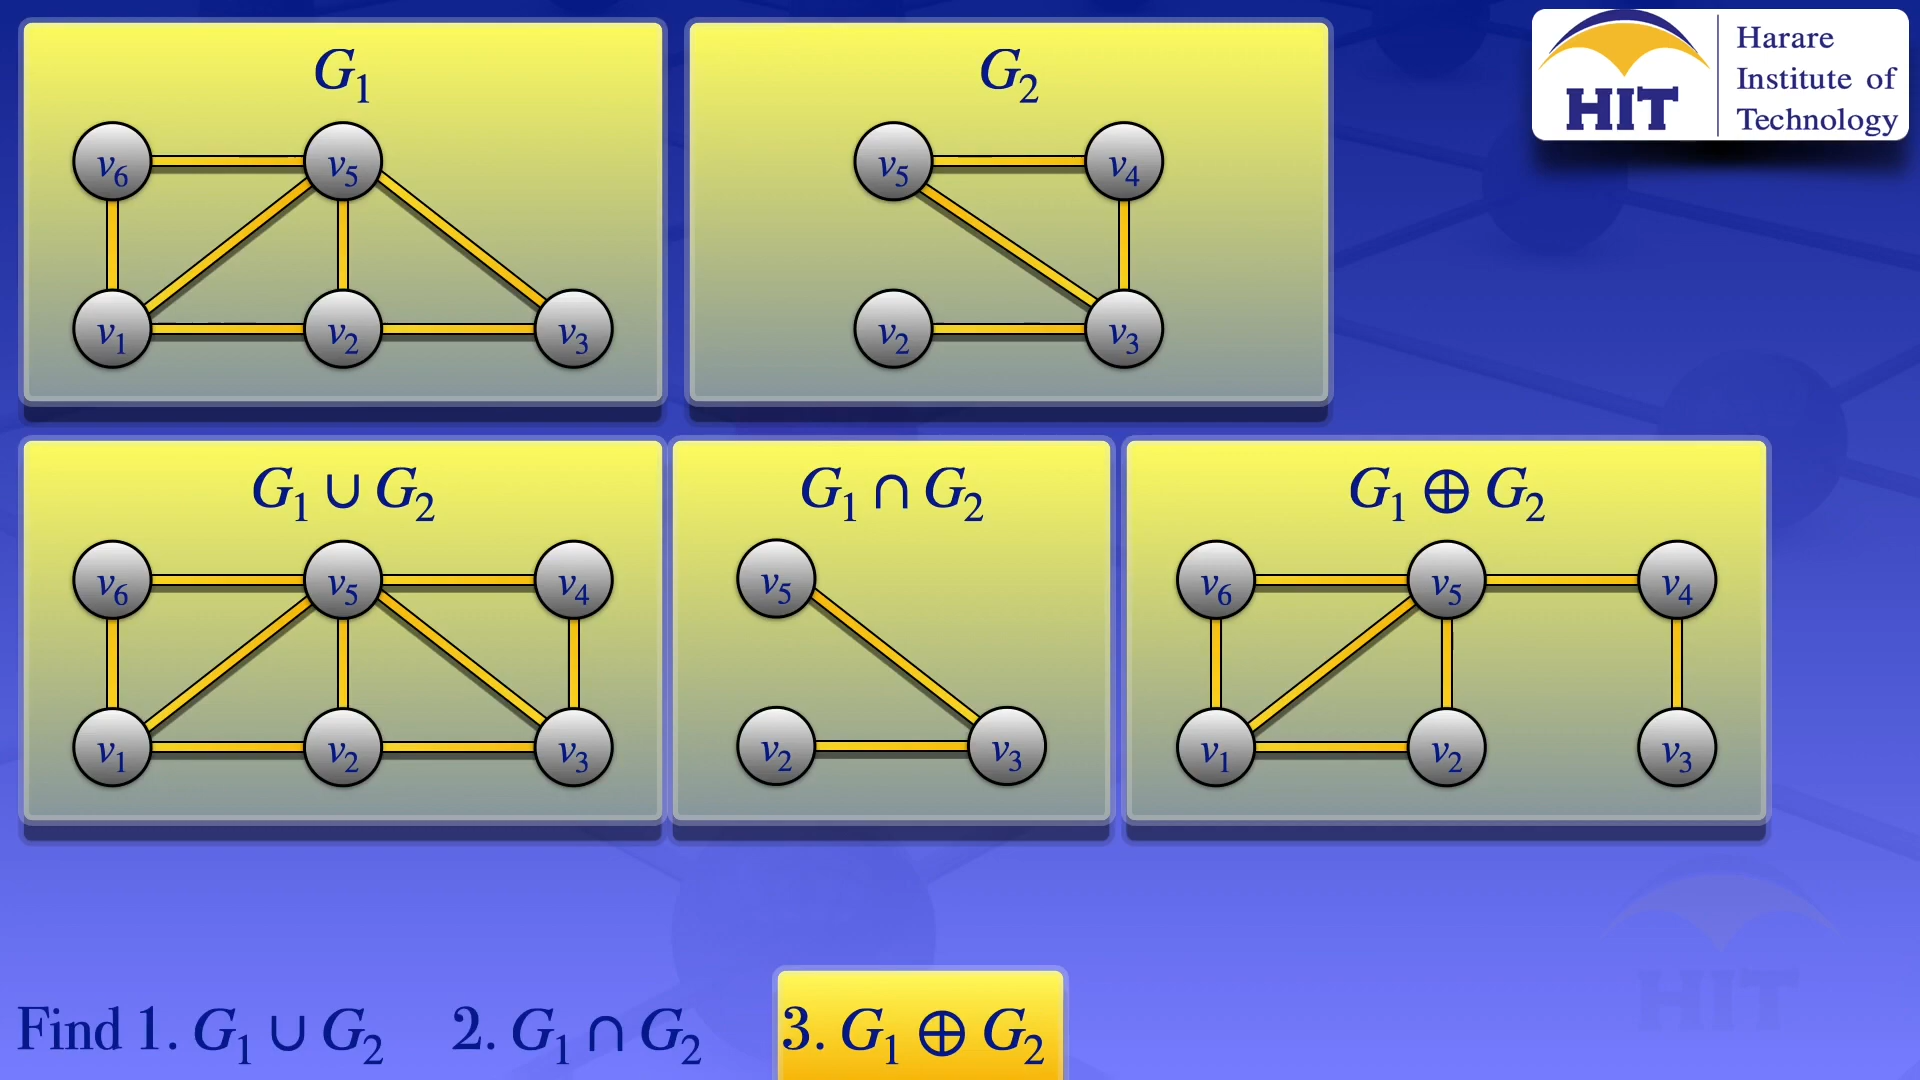 G₁
v₆ v₅
v₁ v₂ v₃
G₂
v₅ v₄
v₂ v₃
HIT
Harare
Institute of
Technology
G₁ ∪ G₂
v₆ v₅ v₄
v₁ v₂ v₃
G₁ ∩ G₂
v₅
v₂ v₃
G₁ ⊕ G₂
v₆ v₅ v₄
v₁ v₂ v₃
HIT
Find 1. G₁ ∪ G₂ 2. G₁ ∩ G₂ 3. G₁ ⊕ G₂